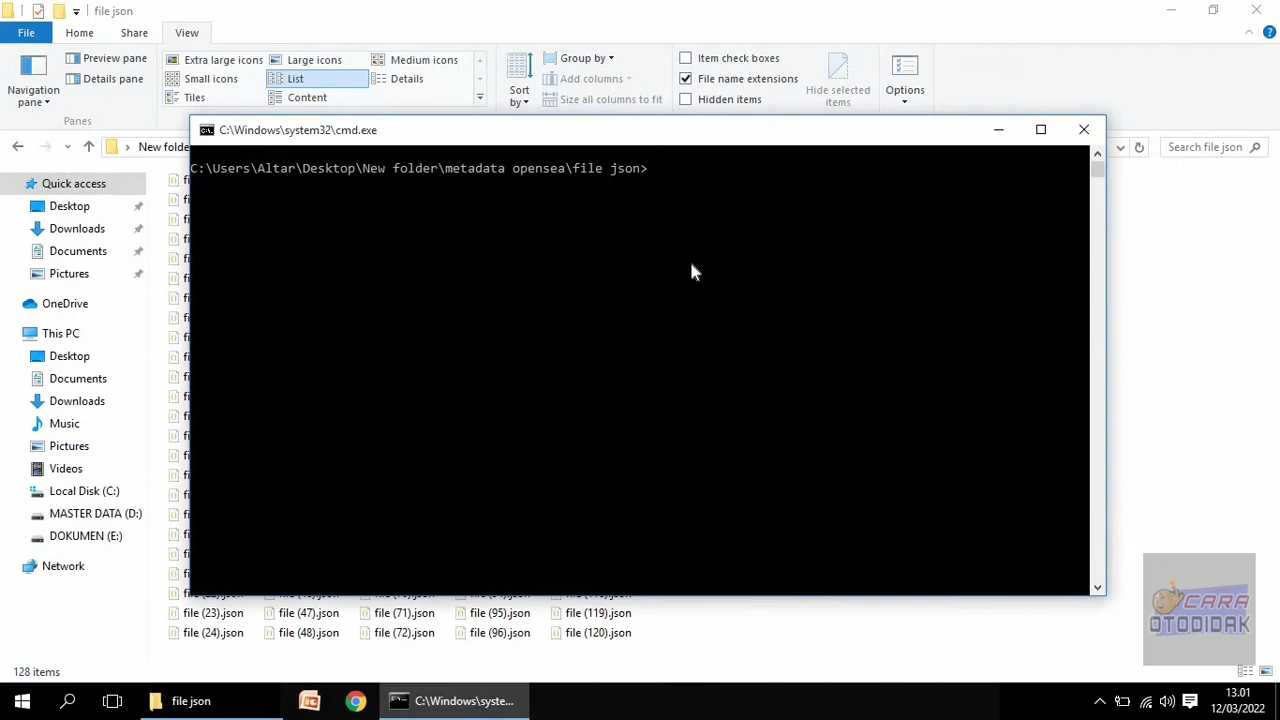 file json
File
Home
Share
View
Preview pane
Details pane
Navigation
pane
Panes
Extra large icons
Large icons
Medium icons
Small icons
List
Details
Tiles
Content
Sort
by
Group by
Add columns
Size all columns to fit
Item check boxes
File name extensions
Hidden items
Hide selected
items
Options
C:\Windows\system32\cmd.exe
New folde
Search file json
C:\Users\Altar\Desktop\New folder\metadata opensea\file json>
Quick access
Desktop
Downloads
Documents
Pictures
OneDrive
This PC
Desktop
Documents
Downloads
Music
Pictures
Videos
Local Disk (C:)
MASTER DATA (D:)
DOKUMEN (E:)
Network
file (23).json file (47).json file (71).json file (95).json file (119).json
file (24).json file (48).json file (72).json file (96).json file (120).json
CARA
OTODIDAK
128 items
file json
C:\Windows\syste...
13.01
12/03/2022